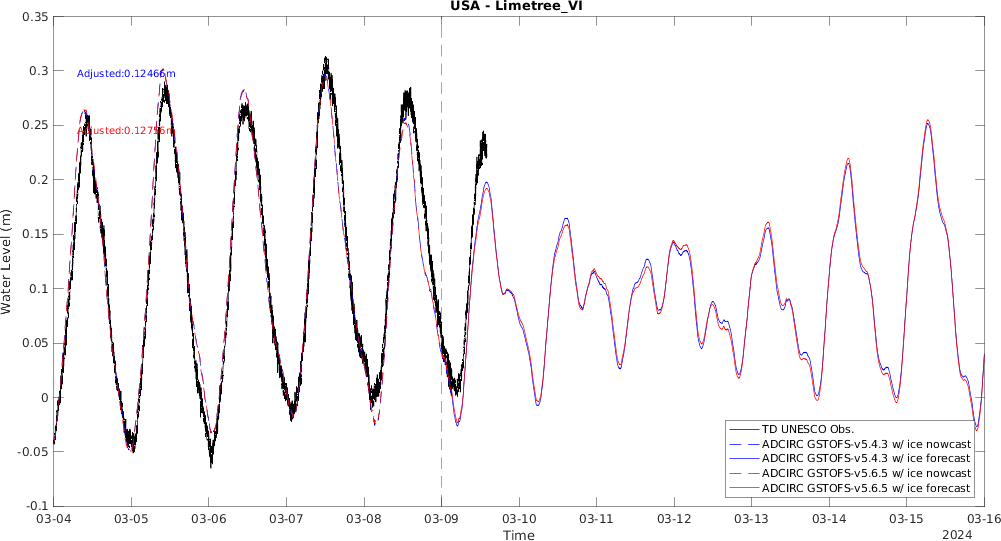 USA - Limetree_VI
0.35
0.3
0.25
0.2
0.15
0.1
0.05
0
-0.05
-0.1
Water Level (m)
Adjusted:0.12466m
Adjusted:0.12756m
03-04 03-05 03-06 03-07 03-08 03-09 03-10 03-11 03-12 03-13 03-14 03-15 03-16
Time
2024
TD UNESCO Obs.
ADCIRC GSTOFS-v5.4.3 w/ ice nowcast
ADCIRC GSTOFS-v5.4.3 w/ ice forecast
ADCIRC GSTOFS-v5.6.5 w/ ice nowcast
ADCIRC GSTOFS-v5.6.5 w/ ice forecast